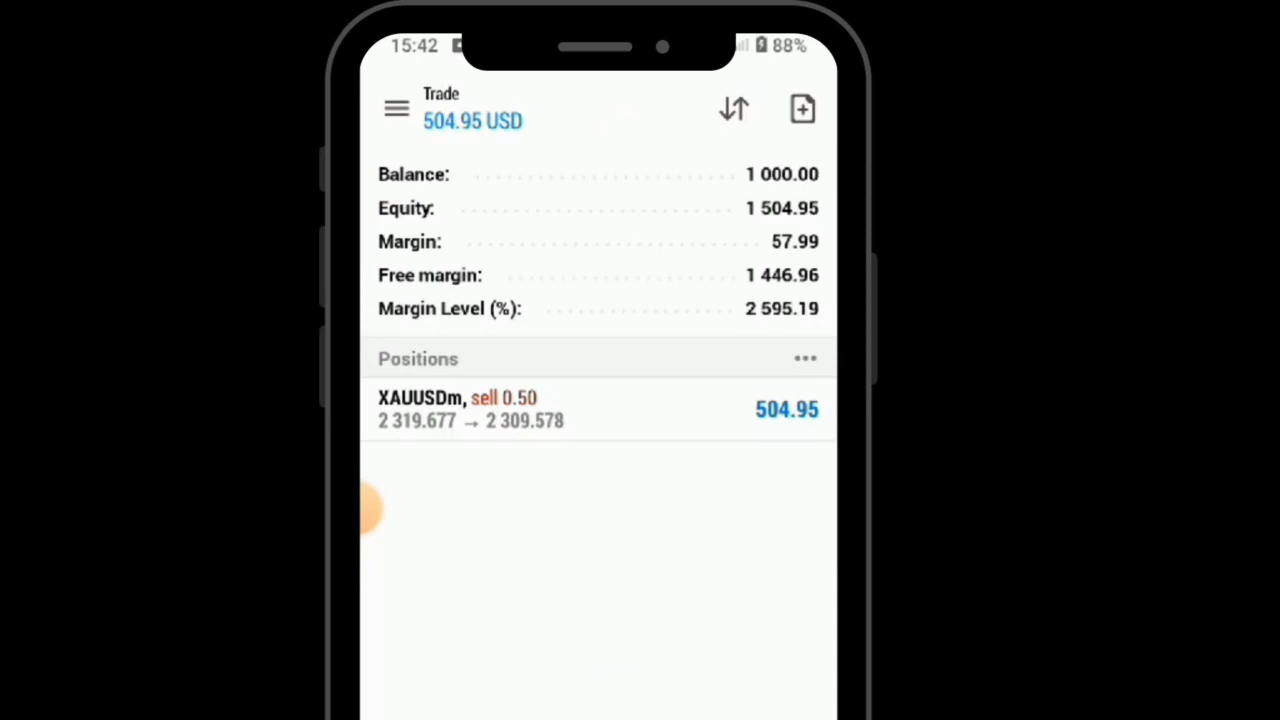 15:42 88%
Trade
504.95 USD
Balance: 1 000.00
Equity: 1 504.95
Margin: 57.99
Free margin: 1 446.96
Margin Level (%): 2 595.19
Positions
XAUUSDm, sell 0.50
2 319.677 → 2 309.578
504.95